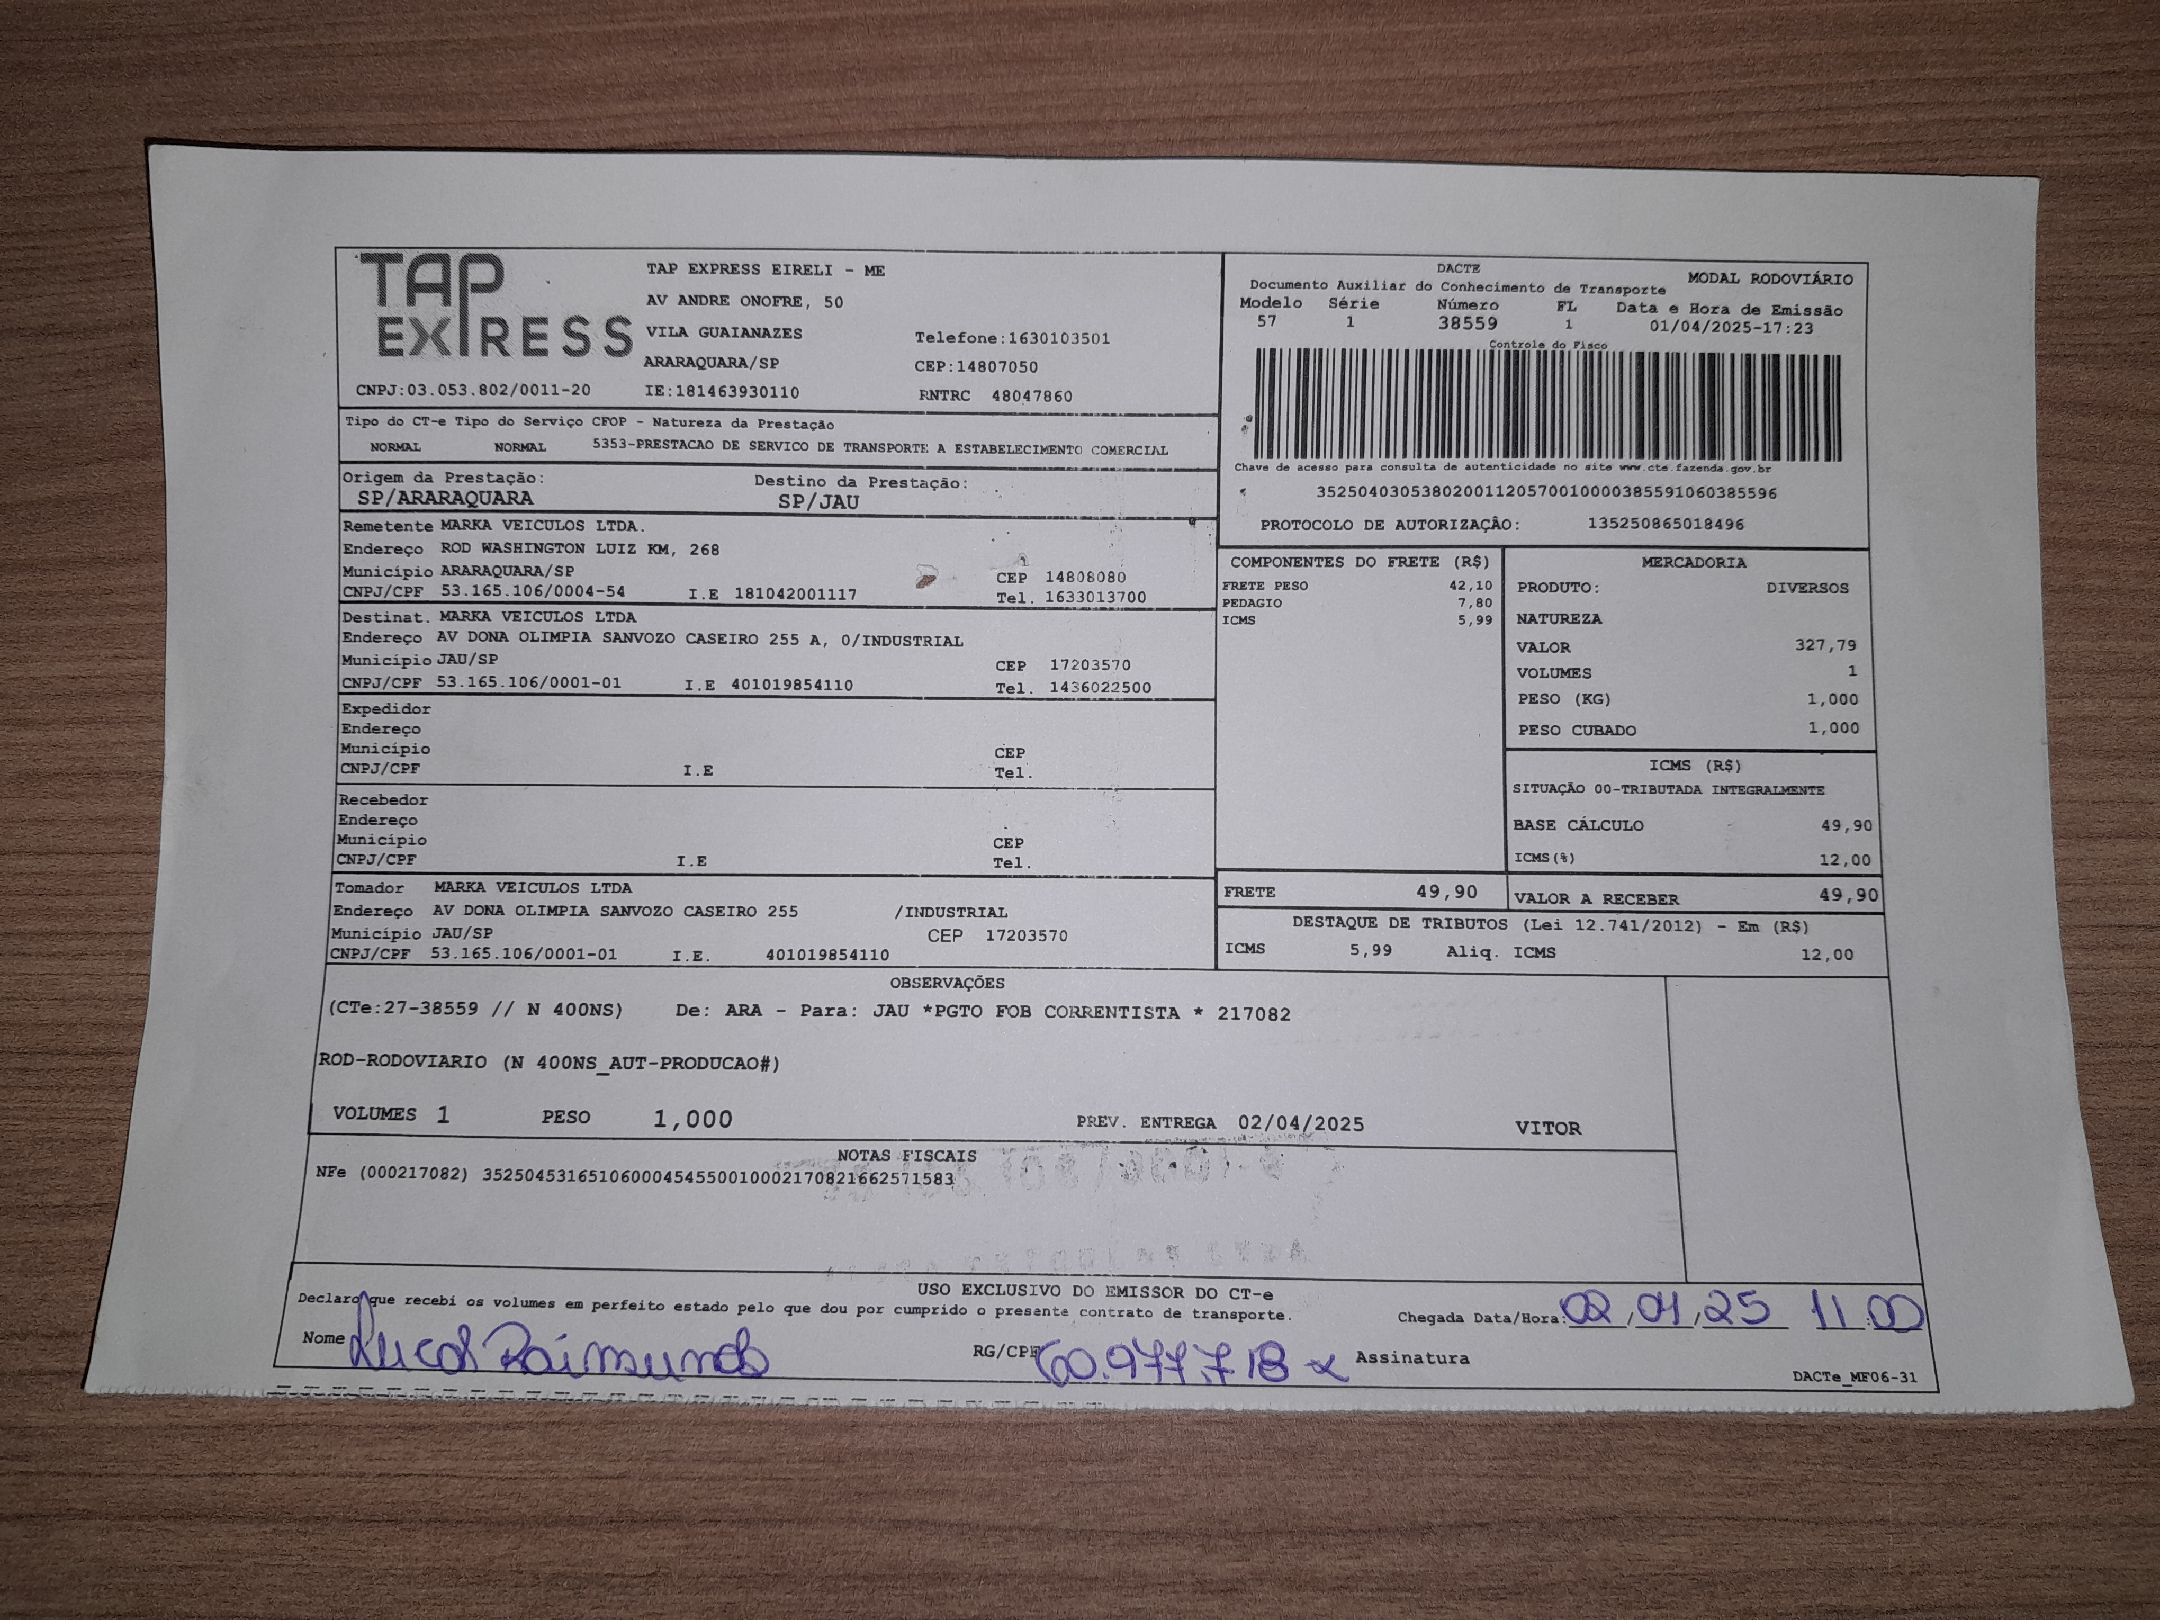 TAP EXPRESS
TAP EXPRESS EIRELI - ME
AV ANDRE ONOFRE, 50
VILA GUAIANAZES Telefone:1630103501
ARARAQUARA/SP CEP:14807050
CNPJ:03.053.802/0011-20 IE:181463930110 RNTRC 48047860
DACTE
Documento Auxiliar do Conhecimento de Transporte MODAL RODOVIÁRIO
Modelo Série Número FL Data e Hora de Emissão
57 1 38559 1 01/04/2025-17:23
Controle do Fisco
Chave de acesso para consulta de autenticidade no site www.cte.fazenda.gov.br
35250403053802001120570010000385591060385596
PROTOCOLO DE AUTORIZAÇÃO: 135250865018496
Tipo do CT-e Tipo do Serviço CFOP - Natureza da Prestação
NORMAL NORMAL 5353-PRESTACAO DE SERVICO DE TRANSPORTE A ESTABELECIMENTO COMERCIAL
Origem da Prestação: Destino da Prestação:
SP/ARARAQUARA SP/JAU
Remetente MARKA VEICULOS LTDA.
Endereço ROD WASHINGTON LUIZ KM, 268
Município ARARAQUARA/SP CEP 14808080
CNPJ/CPF 53.165.106/0004-54 I.E 181042001117 Tel. 1633013700
Destinat. MARKA VEICULOS LTDA
Endereço AV DONA OLIMPIA SANVOZO CASEIRO 255 A, 0/INDUSTRIAL
Município JAU/SP CEP 17203570
CNPJ/CPF 53.165.106/0001-01 I.E 401019854110 Tel. 1436022500
Expedidor
Endereço
Município CEP
CNPJ/CPF I.E Tel.
Recebedor
Endereço
Município CEP
CNPJ/CPF I.E Tel.
Tomador MARKA VEICULOS LTDA
Endereço AV DONA OLIMPIA SANVOZO CASEIRO 255 /INDUSTRIAL
Município JAU/SP CEP 17203570
CNPJ/CPF 53.165.106/0001-01 I.E. 401019854110
COMPONENTES DO FRETE (R$)
FRETE PESO 42,10
PEDAGIO 7,80
ICMS 5,99
MERCADORIA
PRODUTO: DIVERSOS
NATUREZA
VALOR 327,79
VOLUMES 1
PESO (KG) 1,000
PESO CUBADO 1,000
ICMS (R$)
SITUAÇÃO 00-TRIBUTADA INTEGRALMENTE
BASE CÁLCULO 49,90
ICMS(%) 12,00
FRETE 49,90 VALOR A RECEBER 49,90
DESTAQUE DE TRIBUTOS (Lei 12.741/2012) - Em (R$)
ICMS 5,99 Aliq. ICMS 12,00
OBSERVAÇÕES
(CTe:27-38559 // N 400NS) De: ARA - Para: JAU *PGTO FOB CORRENTISTA * 217082
ROD-RODOVIARIO (N 400NS_AUT-PRODUCAO#)
VOLUMES 1 PESO 1,000 PREV. ENTREGA 02/04/2025 VITOR
NOTAS FISCAIS
NFe (000217082) 35250453165106000454550010002170821662571583
USO EXCLUSIVO DO EMISSOR DO CT-e
Declaro que recebi os volumes em perfeito estado pelo que dou por cumprido o presente contrato de transporte.
Chegada Data/Hora: 02,04,25 11 00
Nome Lucas Raimundo RG/CPF 60.977.718 x Assinatura
DACTe_MF06-31